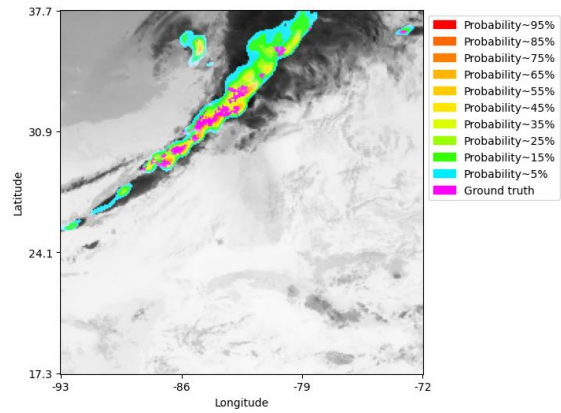 37.7
30.9
24.1
17.3
Latitude
-93
-86
-79
-72
Longitude
Probability~95%
Probability~85%
Probability~75%
Probability~65%
Probability~55%
Probability~45%
Probability~35%
Probability~25%
Probability~15%
Probability~5%
Ground truth